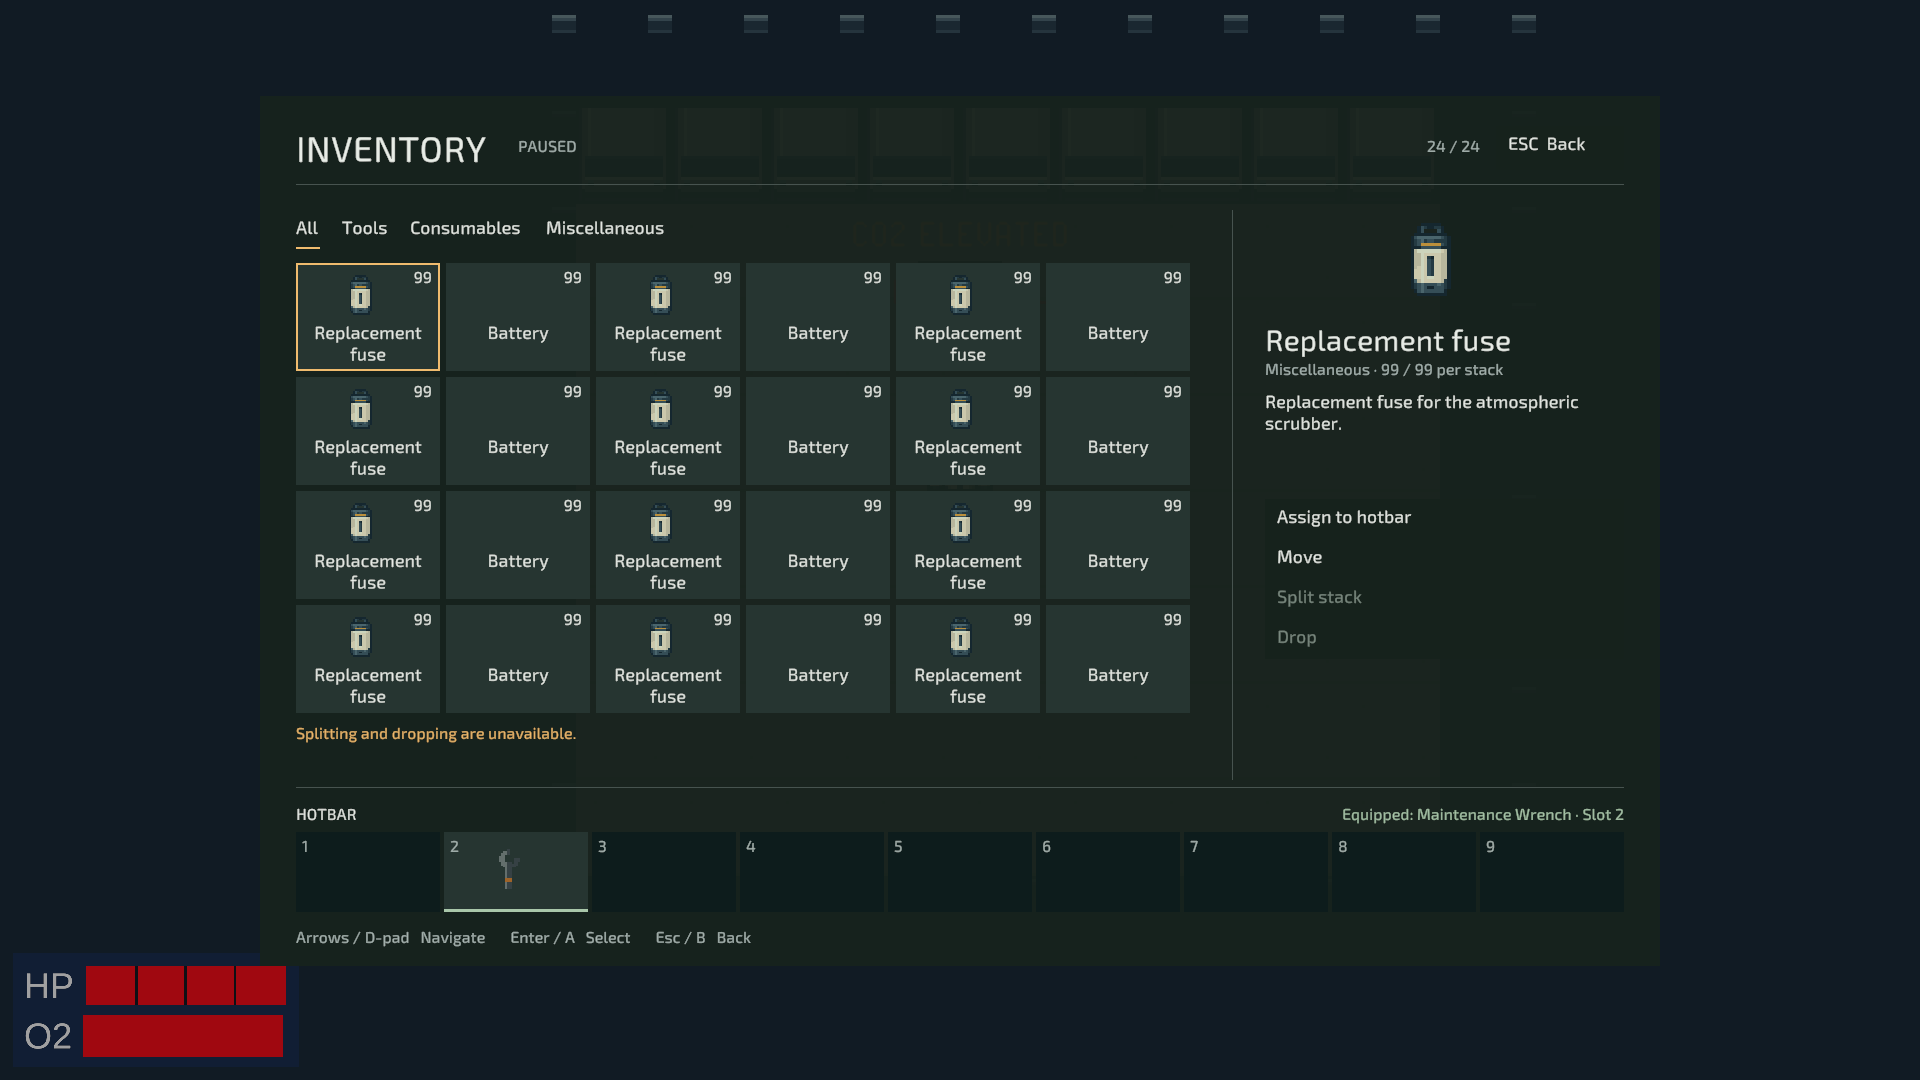 INVENTORY PAUSED 24 / 24 ESC Back
All Tools Consumables Miscellaneous
CO2 ELEVATED
99 99 99 99 99 99
Replacement fuse Battery Replacement fuse Battery Replacement fuse Battery
99 99 99 99 99 99
Replacement fuse Battery Replacement fuse Battery Replacement fuse Battery
99 99 99 99 99 99
Replacement fuse Battery Replacement fuse Battery Replacement fuse Battery
99 99 99 99 99 99
Replacement fuse Battery Replacement fuse Battery Replacement fuse Battery
Splitting and dropping are unavailable.
Replacement fuse
Miscellaneous · 99 / 99 per stack
Replacement fuse for the atmospheric
scrubber.
Assign to hotbar
Move
Split stack
Drop
HOTBAR Equipped: Maintenance Wrench · Slot 2
1 2 3 4 5 6 7 8 9
Arrows / D-pad Navigate Enter / A Select Esc / B Back
HP
O2